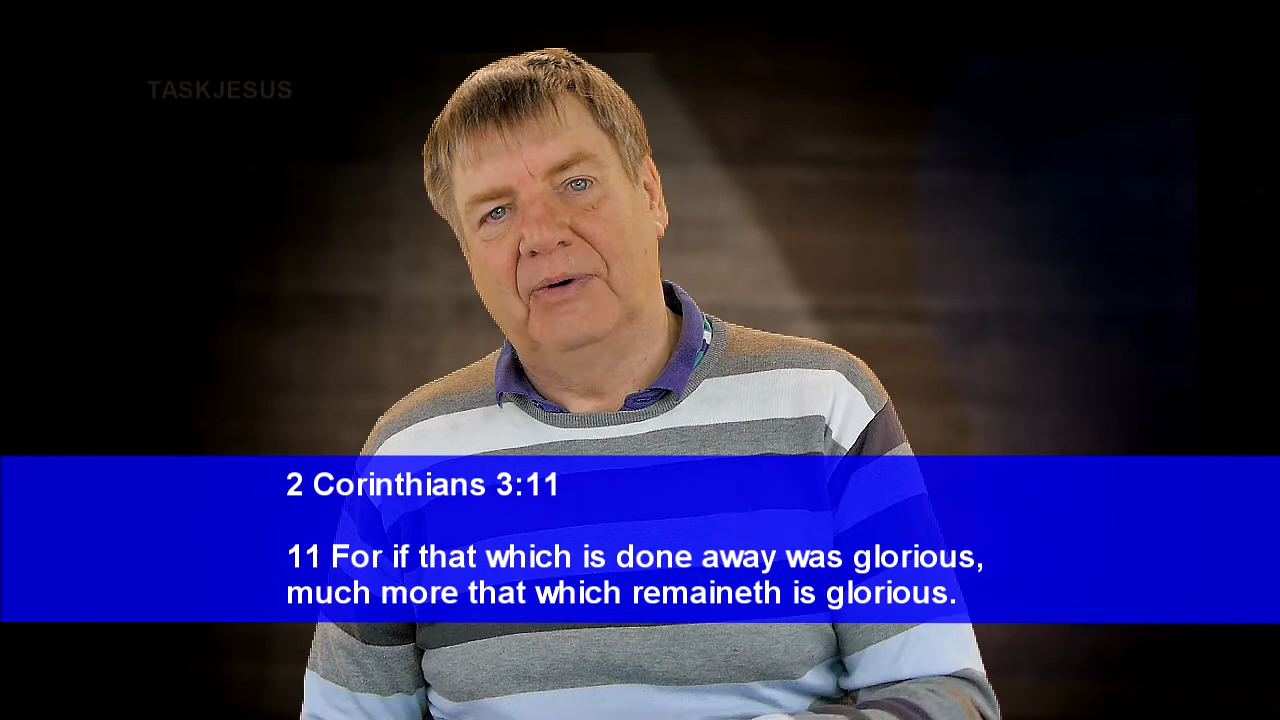 TASKJESUS
2 Corinthians 3:11
11 For if that which is done away was glorious,
much more that which remaineth is glorious.